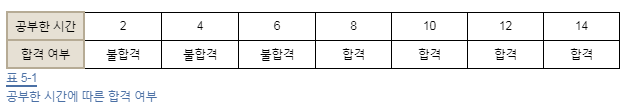 공부한 시간 2 4 6 8 10 12 14
합격 여부 불합격 불합격 불합격 합격 합격 합격 합격
표 5-1
공부한 시간에 따른 합격 여부